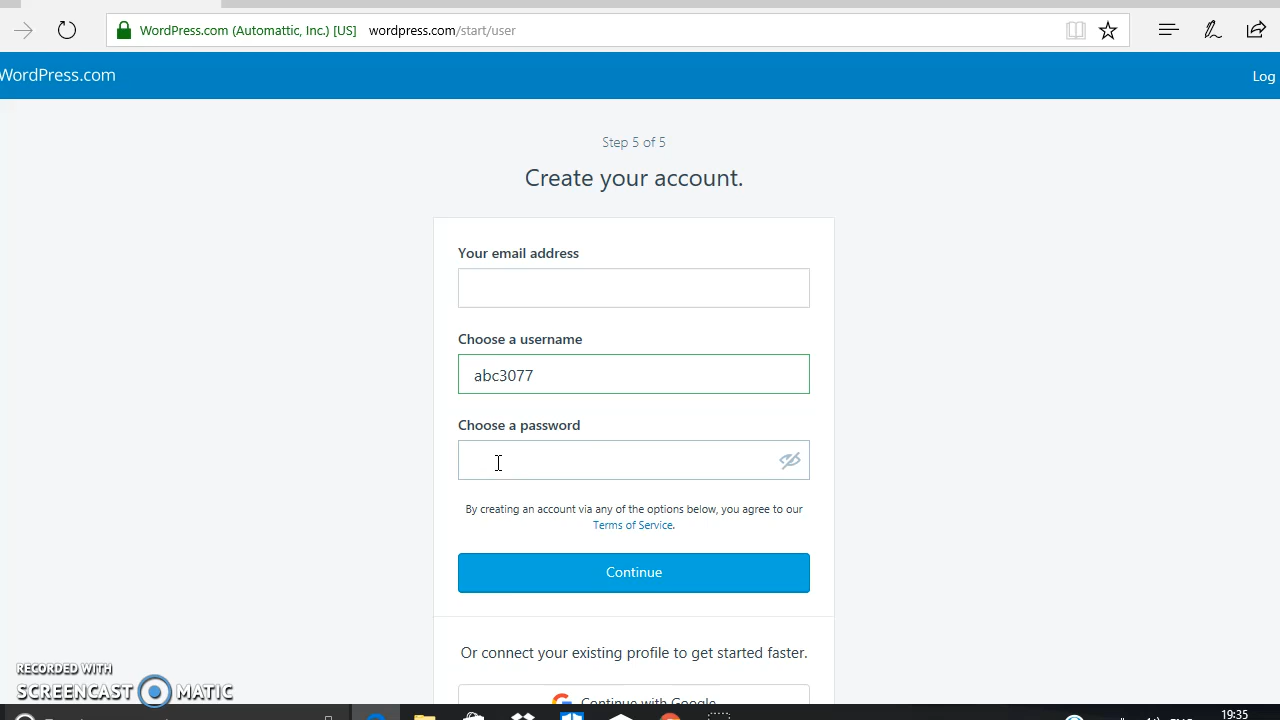 WordPress.com (Automattic, Inc.) [US] wordpress.com/start/user
WordPress.com
Log
Step 5 of 5
Create your account.
Your email address
Choose a username
abc3077
Choose a password
By creating an account via any of the options below, you agree to our
Terms of Service.
Continue
Or connect your existing profile to get started faster.
Continue with Google
RECORDED WITH
SCREENCAST MATIC
19:35